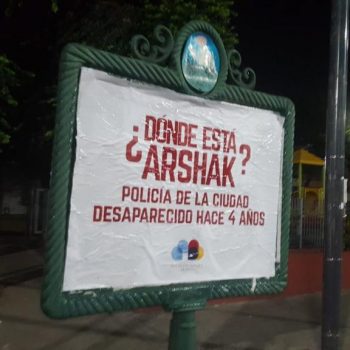 ¿DÓNDE ESTÁ
ARSHAK?
POLICÍA DE LA CIUDAD
DESAPARECIDO HACE 4 AÑOS